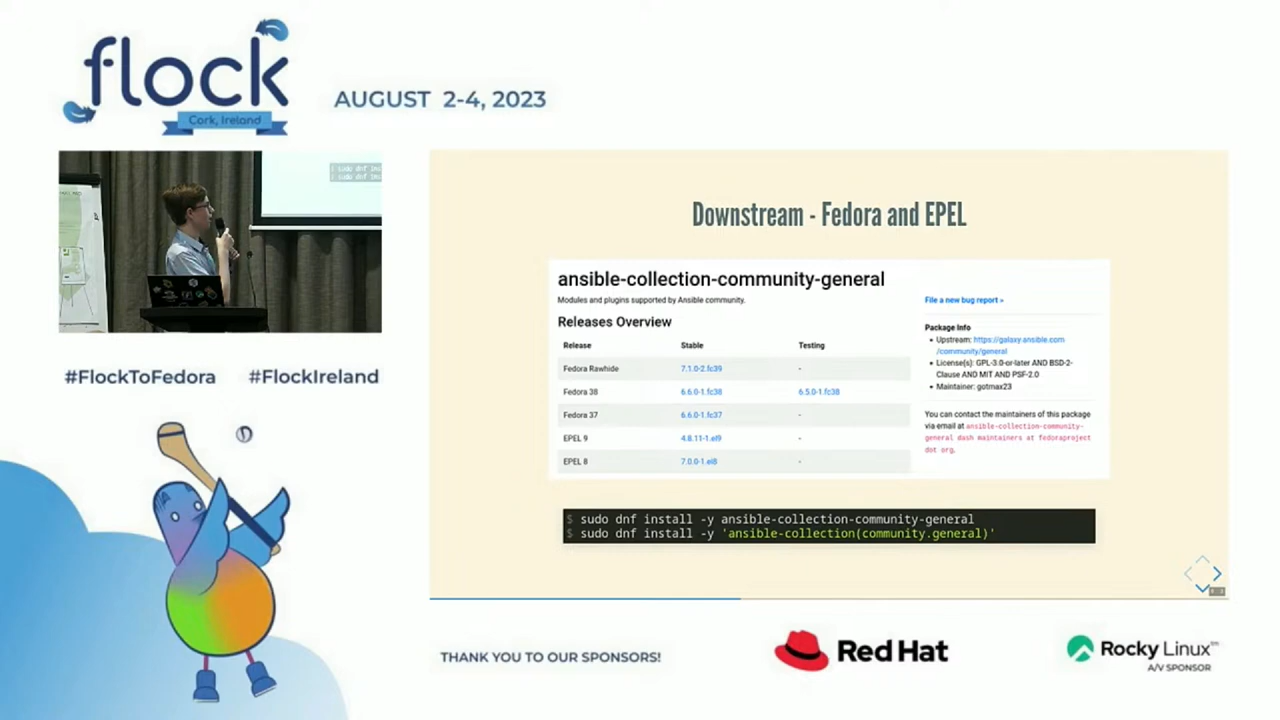 flock
Cork, Ireland
AUGUST 2-4, 2023
#FlockToFedora #FlockIreland
Downstream - Fedora and EPEL
ansible-collection-community-general
Modules and plugins supported by Ansible community.
Releases Overview
Release Stable Testing
Fedora Rawhide 7.1.0-2.fc39 -
Fedora 38 6.6.0-1.fc38 6.5.0-1.fc38
Fedora 37 6.6.0-1.fc37 -
EPEL 9 4.8.11-1.el9 -
EPEL 8 7.0.0-1.el8 -
File a new bug report »
Package Info
Upstream: https://galaxy.ansible.com
/community/general
License(s): GPL-3.0-or-later AND BSD-2-
Clause AND MIT AND PSF-2.0
Maintainer: gotmax23
You can contact the maintainers of this package
via email at ansible-collection-community-
general dash maintainers at fedoraproject
dot org.
$ sudo dnf install -y ansible-collection-community-general
$ sudo dnf install -y 'ansible-collection(community.general)'
THANK YOU TO OUR SPONSORS!
Red Hat
Rocky Linux™
A/V SPONSOR